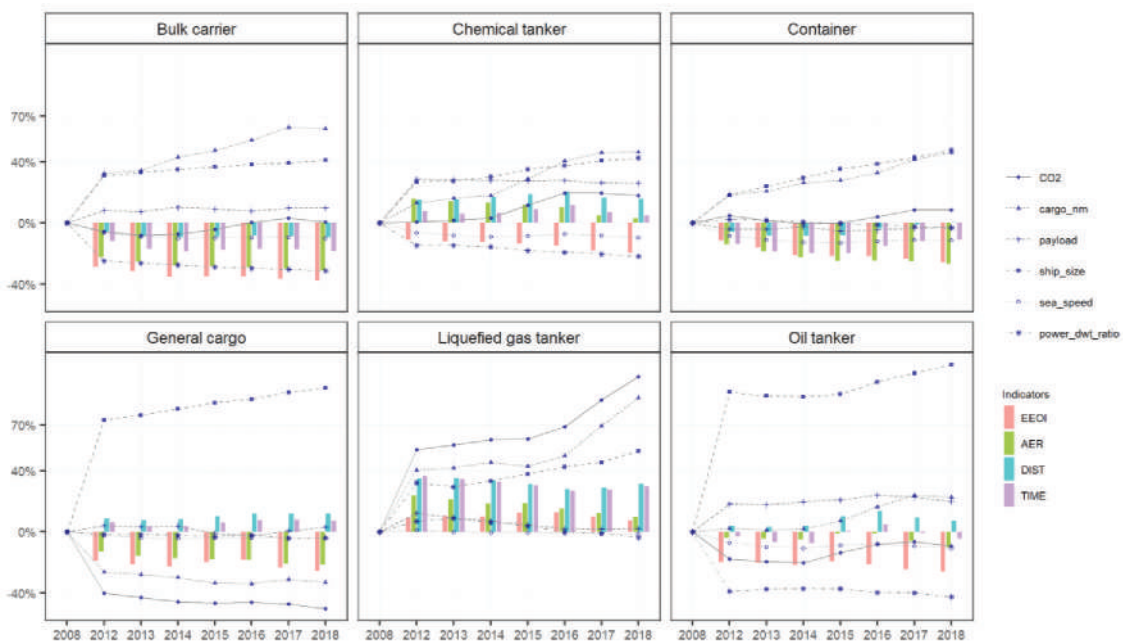 Bulk carrier
Chemical tanker
Container
70%
40%
0%
-40%
General cargo
Liquefied gas tanker
Oil tanker
70%
40%
0%
-40%
2008 2012 2013 2014 2015 2016 2017 2018
2008 2012 2013 2014 2015 2016 2017 2018
2008 2012 2013 2014 2015 2016 2017 2018
CO2
cargo_nm
payload
ship_size
sea_speed
power_dwt_ratio
Indicators
EEOI
AER
DIST
TIME